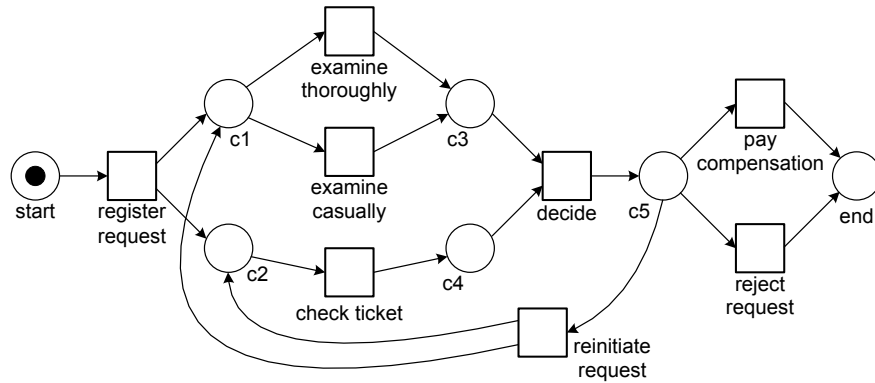 examine
thoroughly
c1
c3
pay
compensation
examine
casually
start
register
request
decide
c5
end
c2
c4
check ticket
reject
request
reinitiate
request